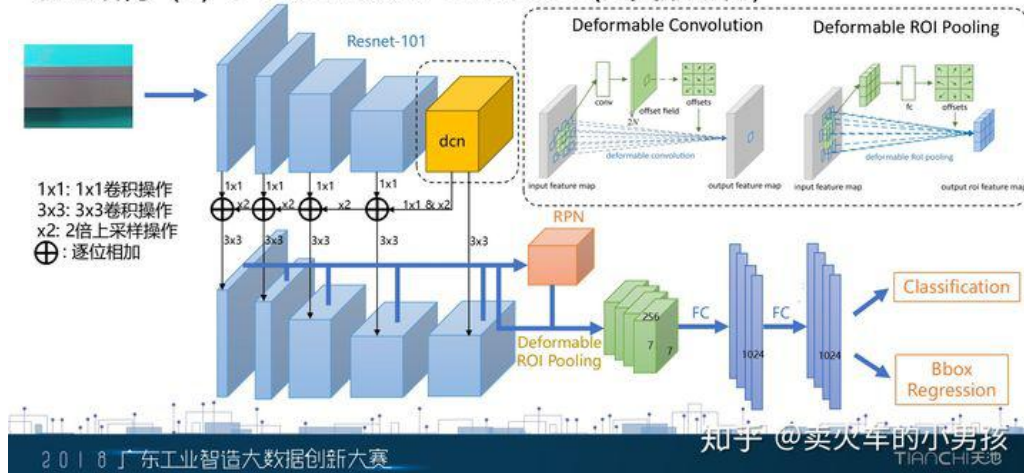 Deformable Convolution
Deformable ROI Pooling
Resnet-101
conv
offset field
offsets
2N
deformable convolution
input feature map
output feature map
fc
offsets
deformable ROI pooling
input feature map
output roi feature map
dcn
1x1
1x1
1x1
1x1
1x1 & x2
x2
x2
x2
1x1: 1x1卷积操作
3x3: 3x3卷积操作
x2: 2倍上采样操作
⊕: 逐位相加
3x3
3x3
3x3
3x3
3x3
RPN
Deformable
ROI Pooling
256
7
7
FC
1024
FC
1024
Classification
Bbox
Regression
知乎 @卖火车的小男孩
2018广东工业智造大数据创新大赛
TIANCHI天池